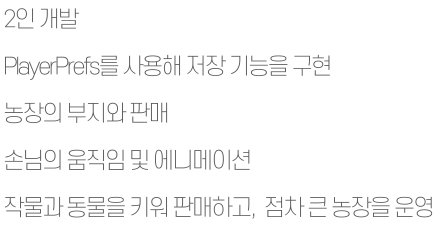 2인 개발
PlayerPrefs를 사용해 저장 기능을 구현
농장의 부지와 판매
손님의 움직임 및 에니메이션
작물과 동물을 키워 판매하고, 점차 큰 농장을 운영